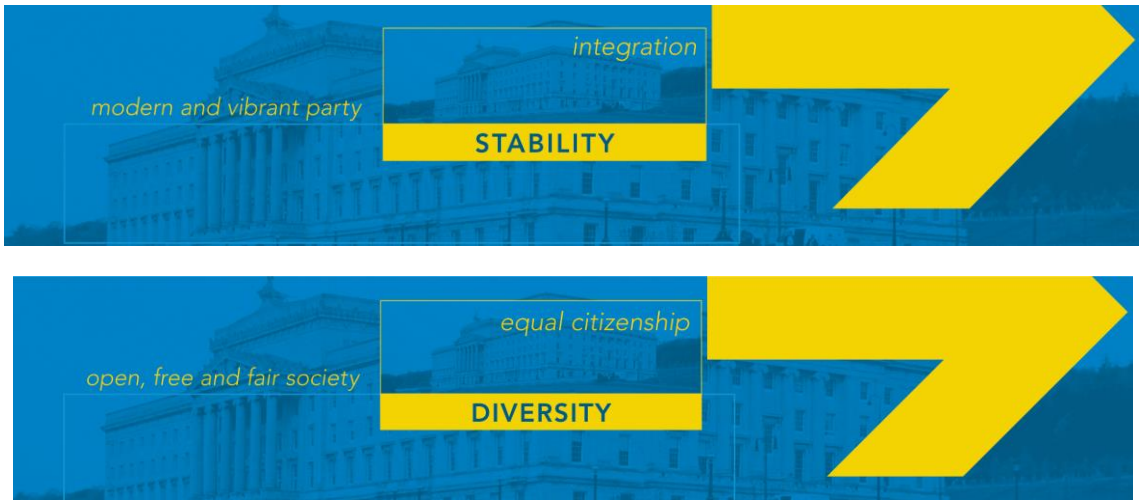 integration
modern and vibrant party
STABILITY
equal citizenship
open, free and fair society
DIVERSITY